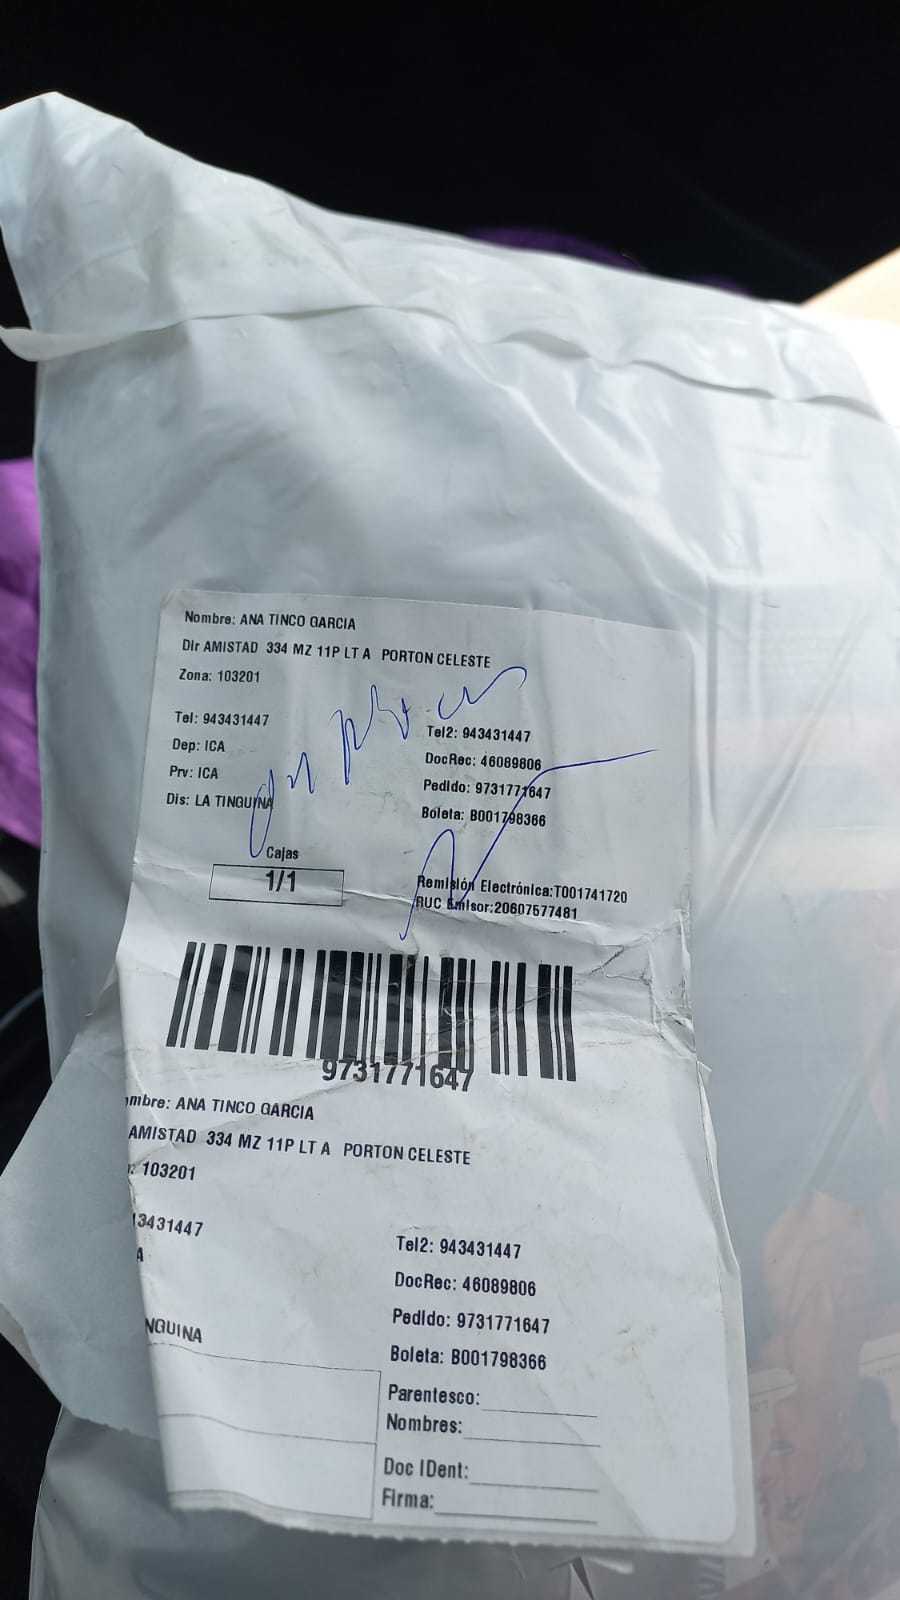 Nombre: ANA TINCO GARCIA
Dir AMISTAD 334 MZ 11P LT A PORTON CELESTE
Zona: 103201
Tel: 943431447
Tel2: 943431447
Dep: ICA
DocRec: 46089806
Prv: ICA
Pedido: 9731771647
Dis: LA TINGUINA
Boleta: B001798366
Cajas
1/1
Remisión Electrónica:T001741720
RUC Emisor:20607577481
9731771647
mbre: ANA TINCO GARCIA
AMISTAD 334 MZ 11P LT A PORTON CELESTE
: 103201
3431447
Tel2: 943431447
A
DocRec: 46089806
Pedido: 9731771647
NGUINA
Boleta: B001798366
Parentesco:
Nombres:
Doc IDent:
Firma: